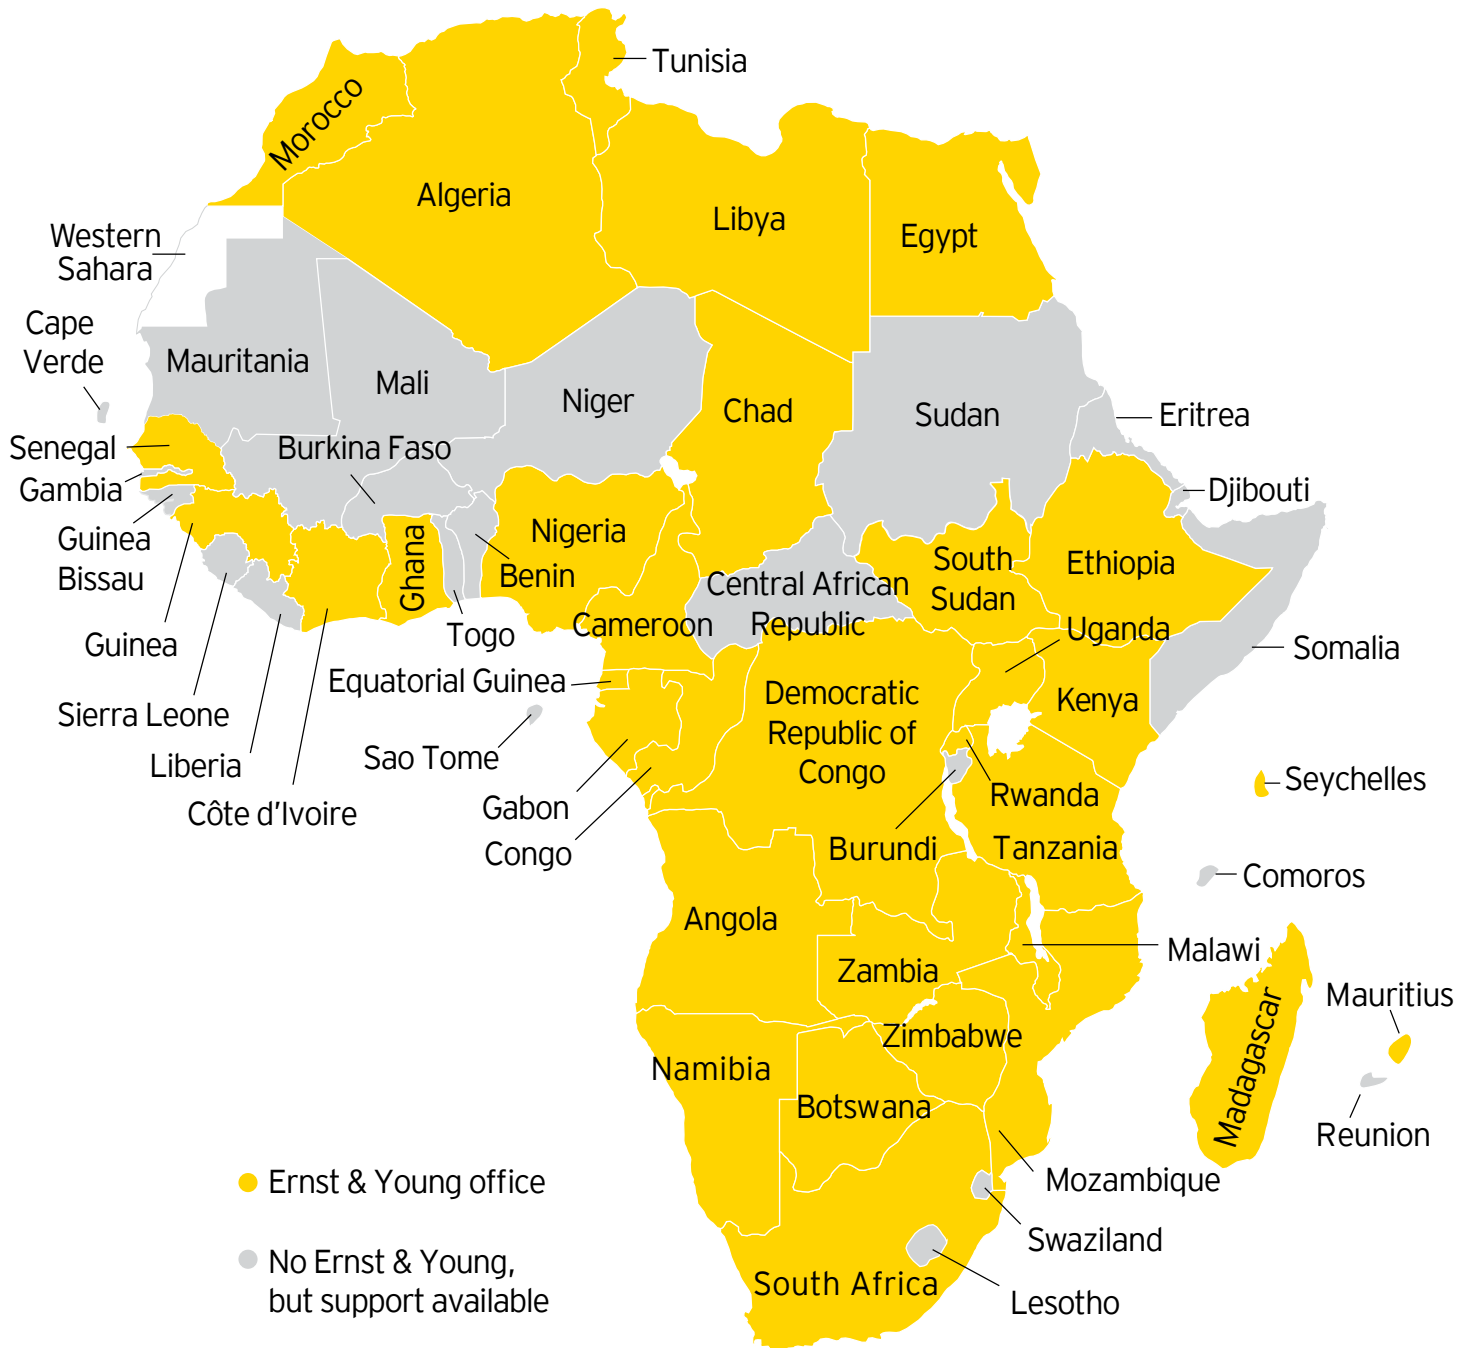 Tunisia
Morocco
Algeria
Libya
Egypt
Western
Sahara
Cape
Verde
Mauritania
Mali
Niger
Chad
Sudan
Eritrea
Senegal
Burkina Faso
Gambia
Djibouti
Guinea
Bissau
Nigeria
Ghana
Benin
South
Sudan
Ethiopia
Central African
Republic
Cameroon
Togo
Uganda
Guinea
Somalia
Equatorial Guinea
Democratic
Republic of
Congo
Kenya
Sierra Leone
Liberia
Sao Tome
Côte d'Ivoire
Gabon
Congo
Rwanda
Seychelles
Burundi
Tanzania
Comoros
Angola
Malawi
Zambia
Mauritius
Zimbabwe
Madagascar
Namibia
Botswana
Reunion
Mozambique
Ernst & Young office
Swaziland
No Ernst & Young,
but support available
South Africa
Lesotho